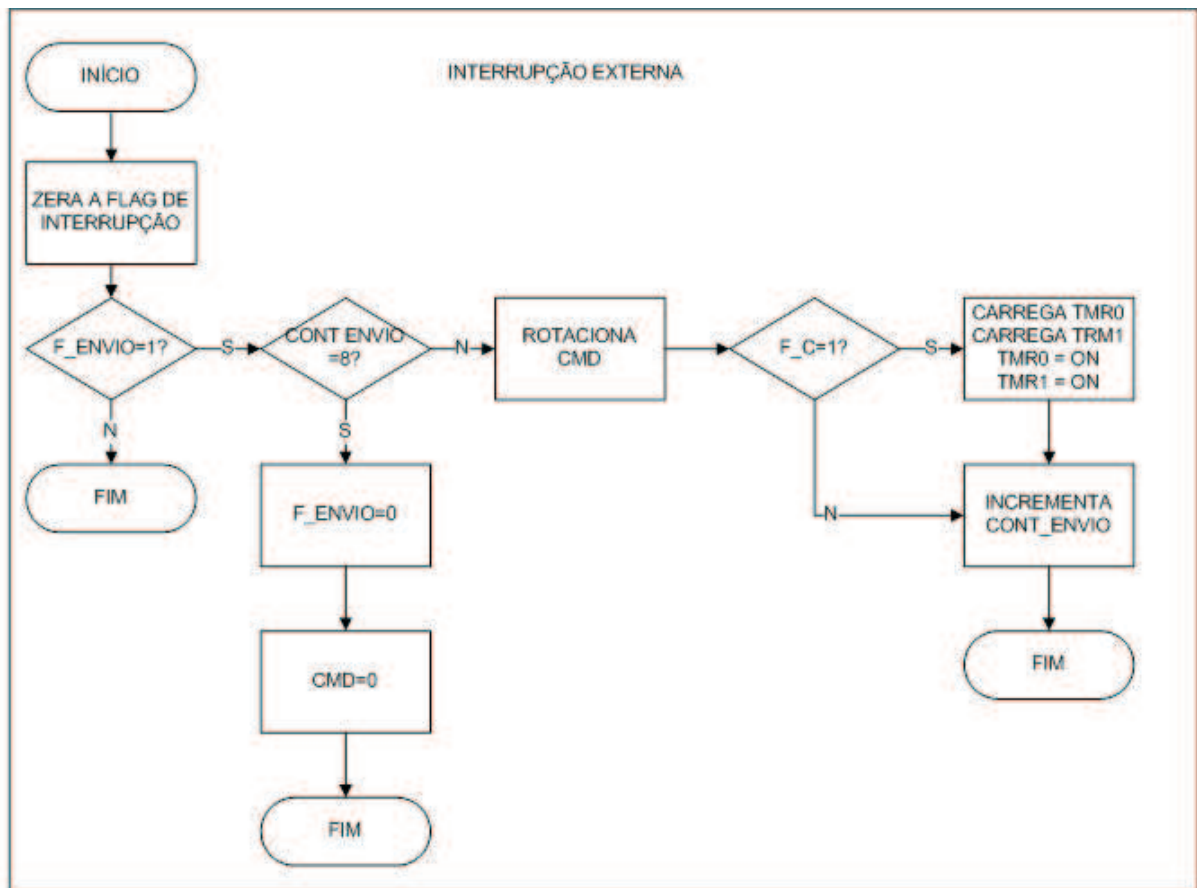 INÍCIO
INTERRUPÇÃO EXTERNA
ZERA A FLAG DE
INTERRUPÇÃO
F_ENVIO=1?
S
CONT ENVIO
=8?
N
ROTACIONA
CMD
F_C=1?
S
CARREGA TMR0
CARREGA TRM1
TMR0 = ON
TMR1 = ON
N
S
FIM
F_ENVIO=0
N
INCREMENTA
CONT_ENVIO
CMD=0
FIM
FIM